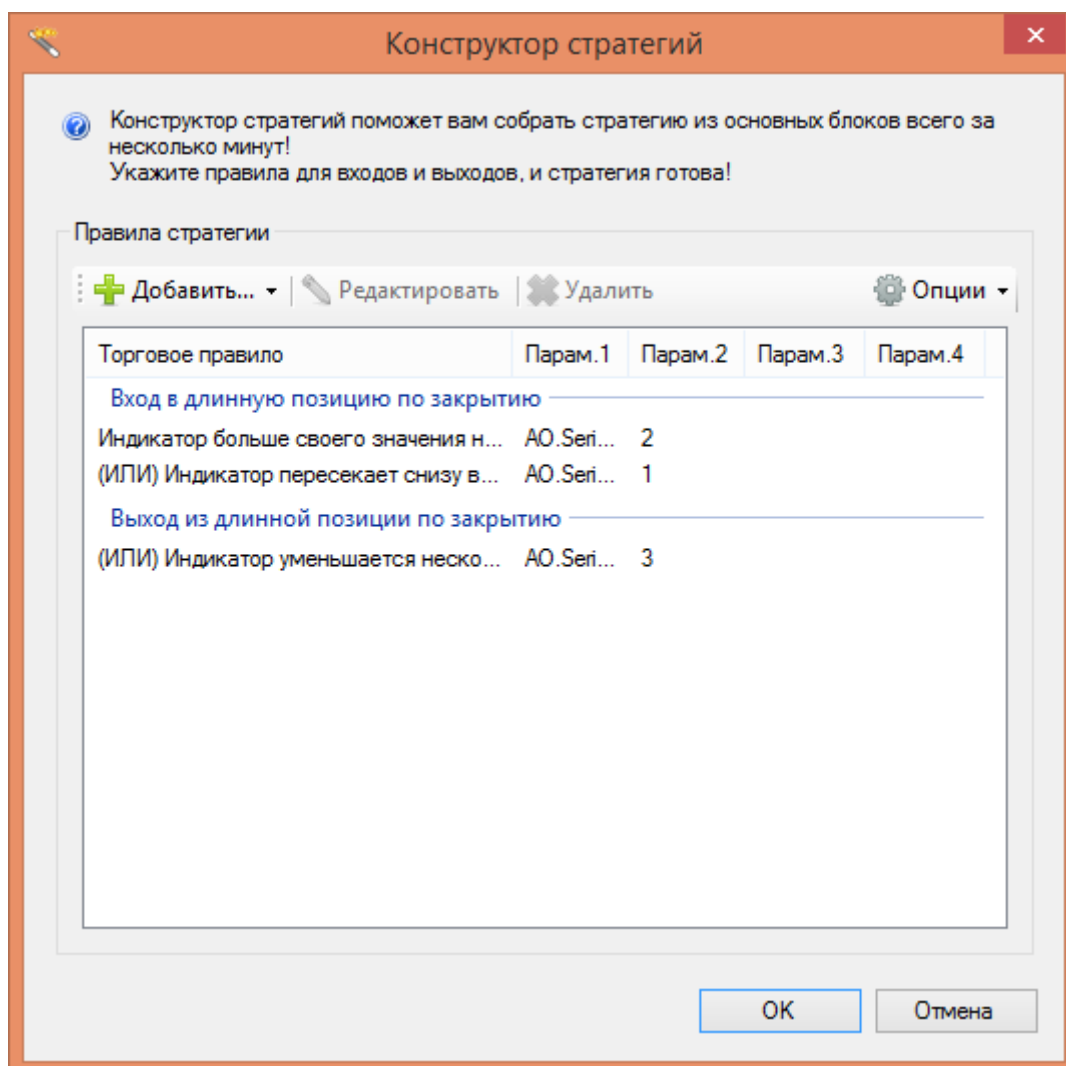 Конструктор стратегий
Конструктор стратегий поможет вам собрать стратегию из основных блоков всего за
несколько минут!
Укажите правила для входов и выходов, и стратегия готова!
Правила стратегии
Добавить... Редактировать Удалить Опции
Торговое правило Парам.1 Парам.2 Парам.3 Парам.4
Вход в длинную позицию по закрытию
Индикатор больше своего значения н... AO.Seri... 2
(ИЛИ) Индикатор пересекает снизу в... AO.Seri... 1
Выход из длинной позиции по закрытию
(ИЛИ) Индикатор уменьшается неско... AO.Seri... 3
OK Отмена